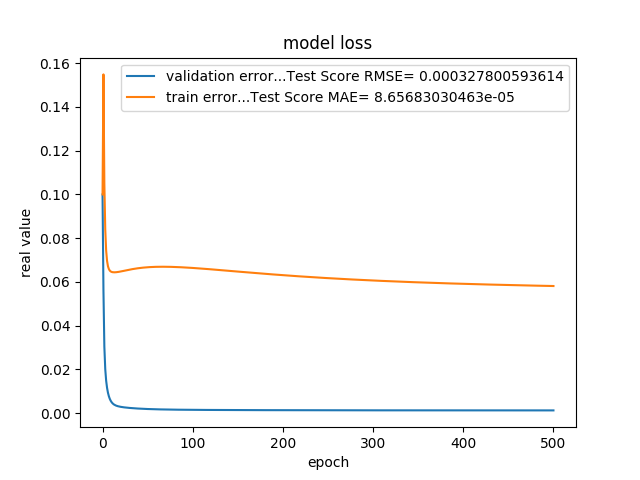 model loss
validation error...Test Score RMSE= 0.000327800593614
train error...Test Score MAE= 8.65683030463e-05
0.16
0.14
0.12
0.10
0.08
0.06
0.04
0.02
0.00
real value
0 100 200 300 400 500
epoch